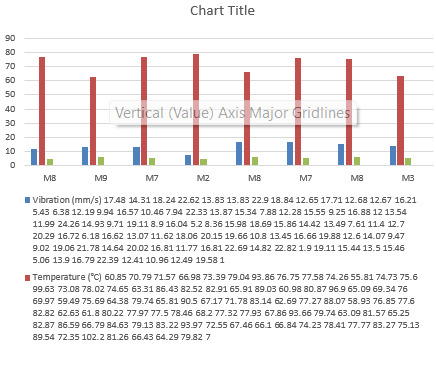 Chart Title
90
80
70
60
50
40
30
20
10
0
Vertical (Value) Axis Major Gridlines
M8 M9 M7 M2 M8 M7 M8 M3
Vibration (mm/s) 17.48 14.31 18.24 22.62 13.83 13.83 22.9 18.84 12.65 17.71 12.68 12.67 16.21
5.43 6.38 12.19 9.94 16.57 10.46 7.94 22.33 13.87 15.34 7.88 12.28 15.55 9.25 16.88 12 13.54
11.99 24.26 14.93 9.71 19.11 8.9 16.04 5.2 8.36 15.98 18.69 15.86 14.42 13.49 7.61 11.4 12.7
20.29 16.72 6.18 16.62 13.07 11.62 18.06 20.15 19.66 10.8 13.45 16.66 19.88 12.6 14.07 9.47
9.02 19.06 21.78 14.64 20.02 16.81 11.77 16.81 22.69 14.82 22.82 1.9 19.11 15.44 13.5 15.46
5.06 13.9 16.79 22.39 12.41 10.96 12.49 19.58 1
Temperature (°C) 60.85 70.79 71.57 66.98 73.39 79.04 93.86 76.75 77.58 74.26 55.81 74.73 75.6
99.63 73.08 78.02 74.65 63.31 86.43 82.52 82.91 65.91 89.03 60.98 80.87 96.9 65.09 69.34 76
69.97 59.49 75.69 64.38 79.74 65.81 90.5 67.17 71.78 83.14 62.69 77.27 88.07 58.93 76.85 77.6
82.82 62.63 61.8 80.22 77.97 77.5 78.46 68.2 77.32 77.93 67.86 93.66 79.74 63.09 81.57 65.25
82.87 86.59 66.79 84.63 79.13 83.22 93.97 72.55 67.46 66.1 66.84 74.23 78.41 77.77 83.27 75.13
89.54 72.35 102.2 81.26 66.43 64.29 79.82 7